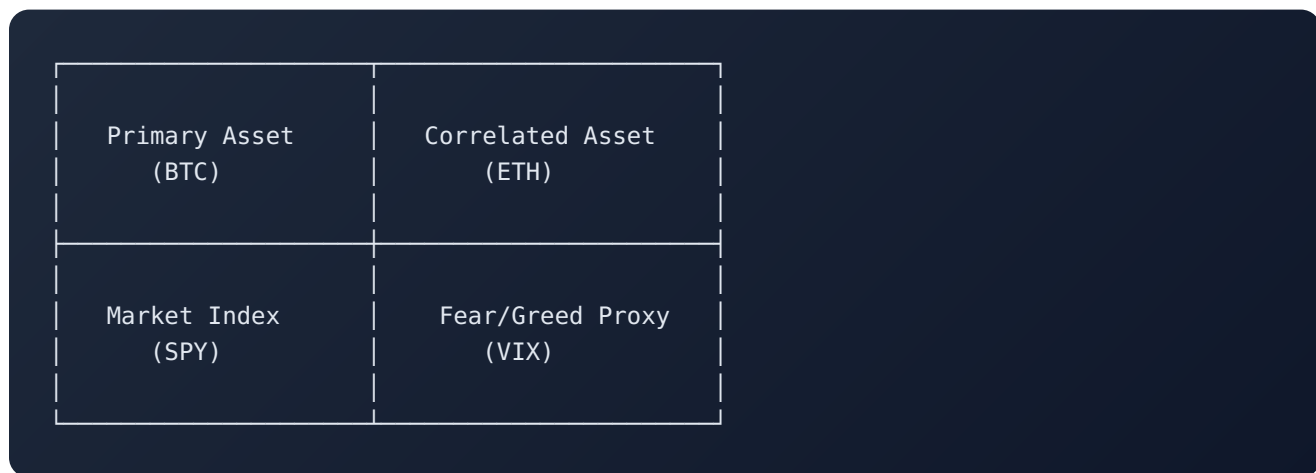 Primary Asset Correlated Asset
(BTC) (ETH)
Market Index Fear/Greed Proxy
(SPY) (VIX)